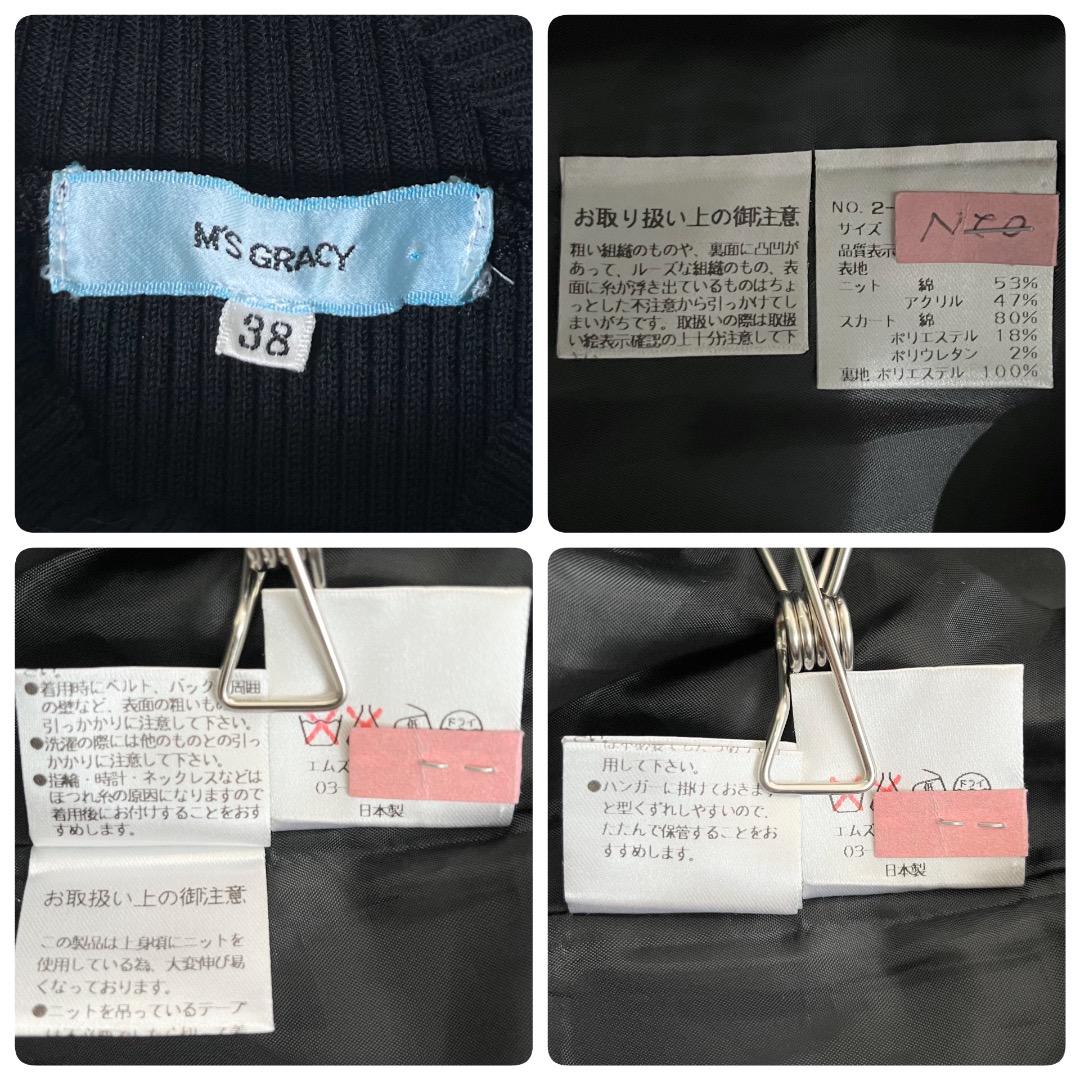 M'S GRACY
38
お取り扱い上の御注意
粗い組織のものや、裏面に凸凹が
あって、ルーズな組織のもの、表
面に糸が浮き出ているものはちょ
っとした不注意から引っかけてし
まいがちです。取扱いの際は取扱
い絵表示確認の上十分注意して下
NO. 2-
サイズ
品質表示
表地
ニット 綿 53%
アクリル 47%
スカート 綿 80%
ポリエステル 18%
ポリウレタン 2%
裏地 ポリエステル 100%
さい。
●着用時にベルト、バック 周囲
の壁など、表面の粗いもの
引っかかりに注意して下さい。
●洗濯の際には他のものとの引っ
かかりに注意して下さい。
●指輪・時計・ネックレスなどは
ほつれ糸の原因になりますので
着用後にお付けすることをおす
すめします。
低
ドライ
エムズ
03-
日本製
お取扱い上の御注意
この製品は上身頃にニットを
使用している為、大変伸び易
くなっております。
●ニットを吊っているテープ
用して下さい。
●ハンガーに掛けておきます
と型くずれしやすいので、
たたんで保管することをお
すすめします。
低
ドライ
エムズ
03-
日本製